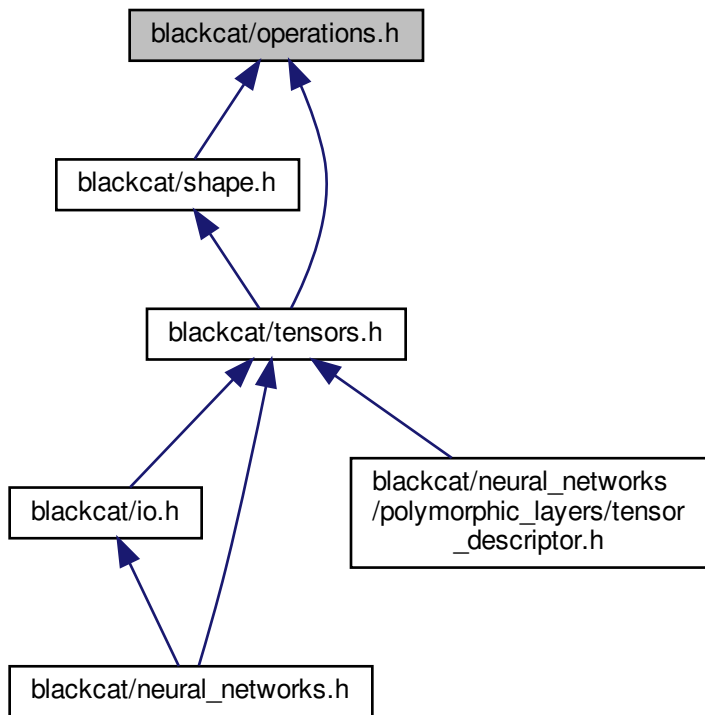 blackcat/operations.h
blackcat/shape.h
blackcat/tensors.h
blackcat/io.h
blackcat/neural_networks
/polymorphic_layers/tensor
_descriptor.h
blackcat/neural_networks.h